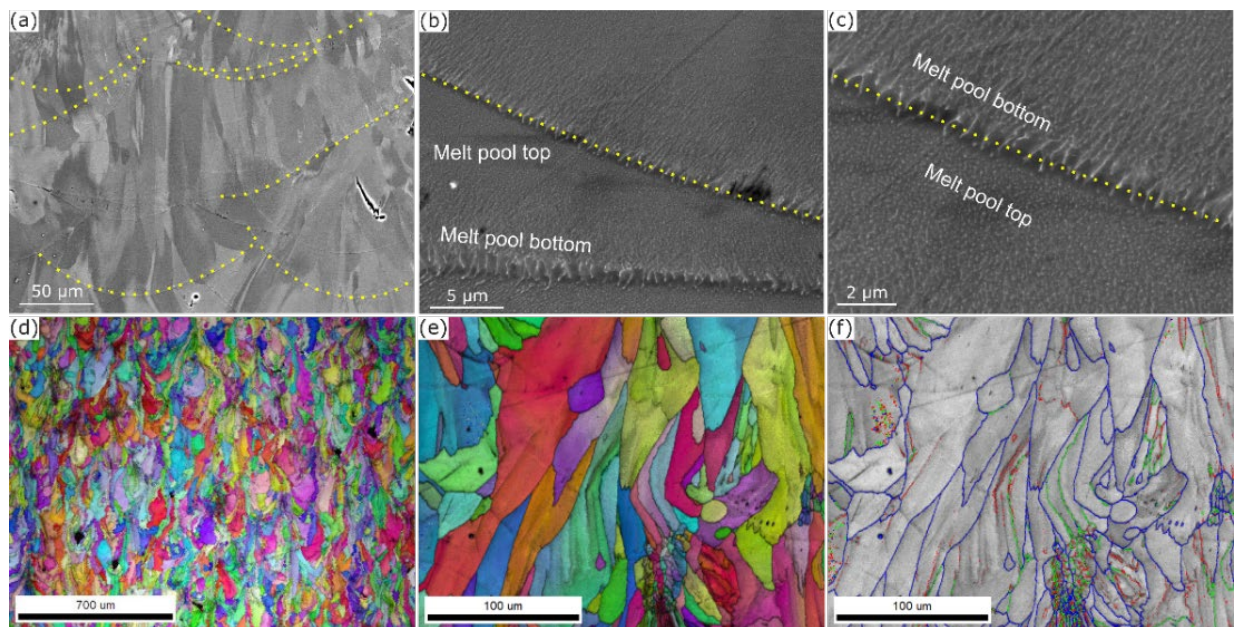 (a)
50 µm
(b)
Melt pool top
Melt pool bottom
5 µm
(c)
Melt pool bottom
Melt pool top
2 µm
(d)
700 um
(e)
100 um
(f)
100 um